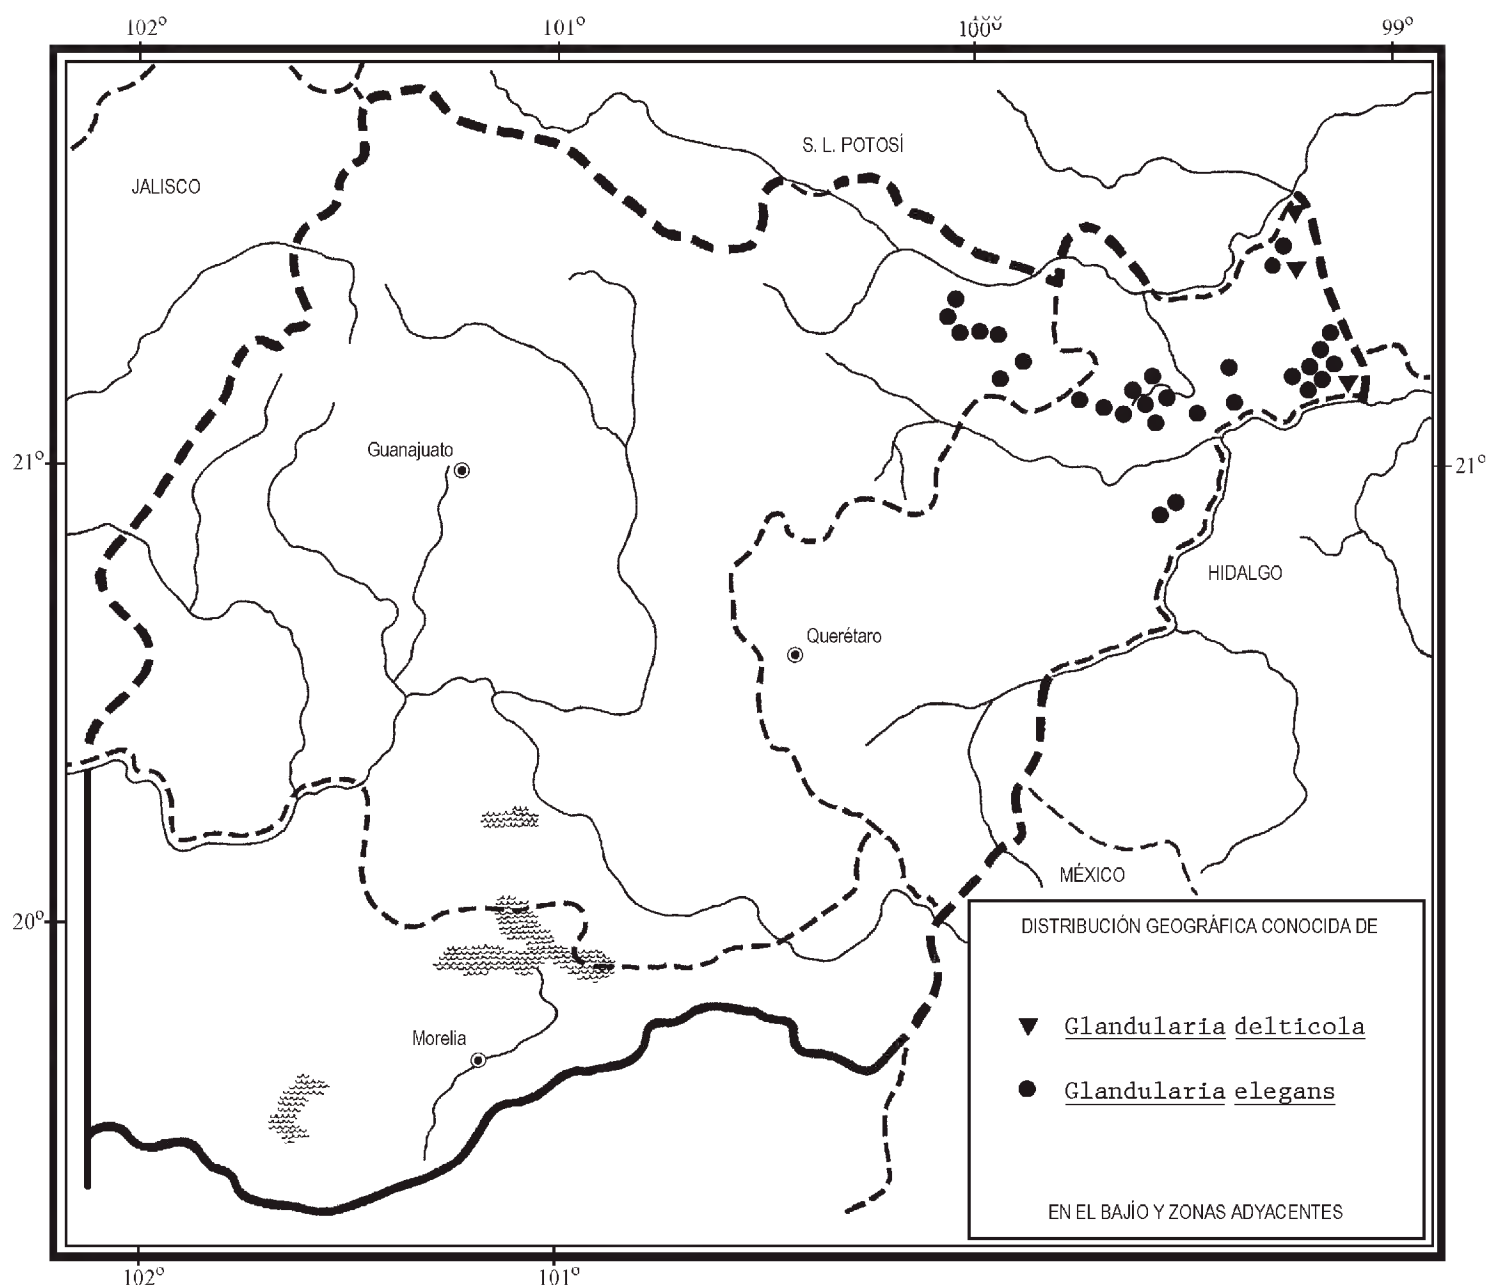 102° 101° 100° 99°
S. L. POTOSÍ
JALISCO
Guanajuato
21° 21°
HIDALGO
Querétaro
MÉXICO
20°
DISTRIBUCIÓN GEOGRÁFICA CONOCIDA DE
Glandularia delticola
Morelia
Glandularia elegans
EN EL BAJÍO Y ZONAS ADYACENTES
102° 101°